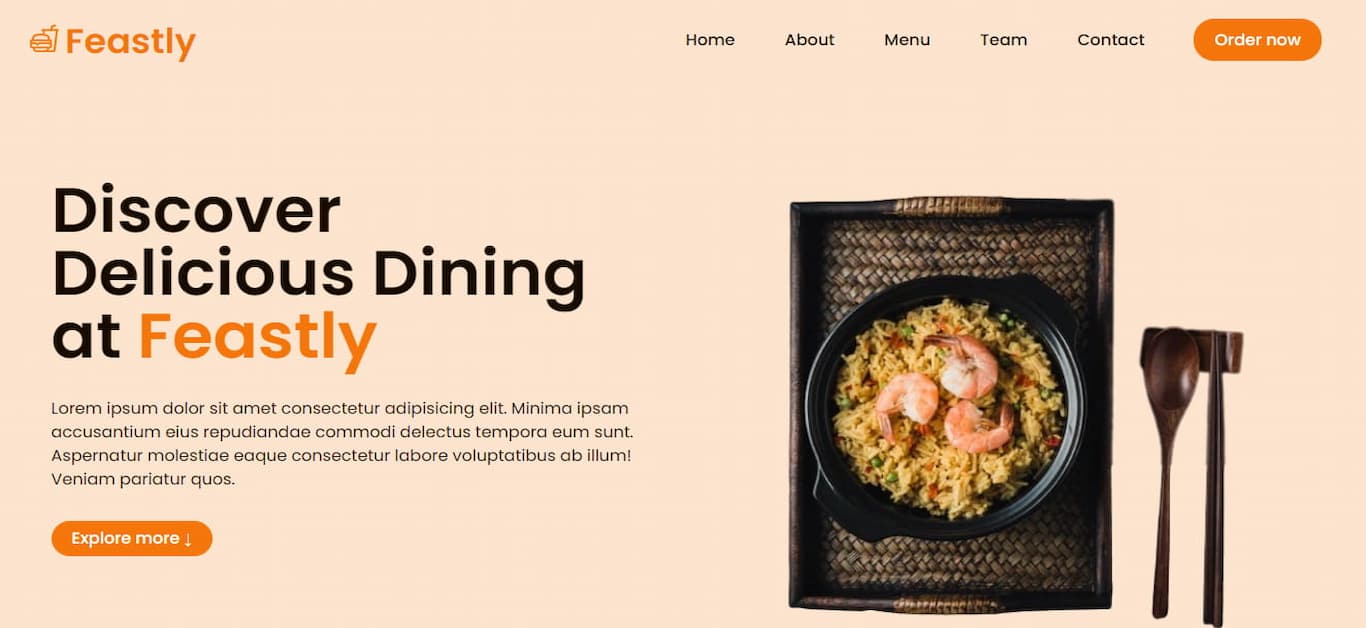 Feastly
Home About Menu Team Contact Order now
Discover
Delicious Dining
at Feastly
Lorem ipsum dolor sit amet consectetur adipisicing elit. Minima ipsam
accusantium eius repudiandae commodi delectus tempora eum sunt.
Aspernatur molestiae eaque consectetur labore voluptatibus ab illum!
Veniam pariatur quos.
Explore more ↓